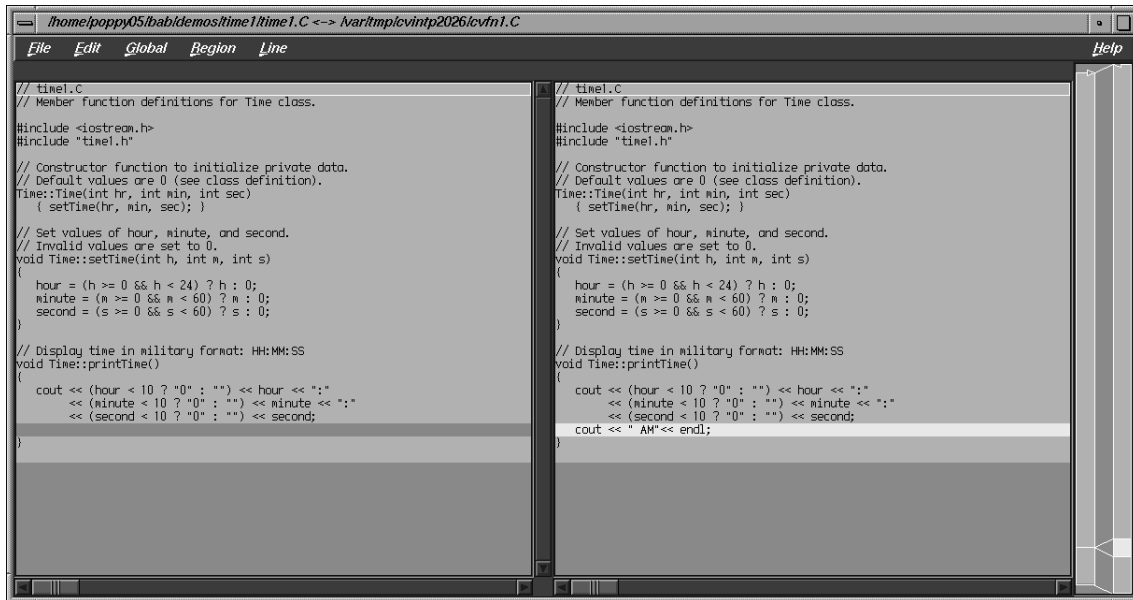 /home/poppy05/bab/demos/time1/time1.C <-> /var/tmp/cvintp2026/cvfn1.C
File Edit Global Region Line Help
// time1.C
// Member function definitions for Time class.
#include <iostream.h>
#include "time1.h"
// Constructor function to initialize private data.
// Default values are 0 (see class definition).
Time::Time(int hr, int min, int sec)
{ setTime(hr, min, sec); }
// Set values of hour, minute, and second.
// Invalid values are set to 0.
void Time::setTime(int h, int m, int s)
{
hour = (h >= 0 && h < 24) ? h : 0;
minute = (m >= 0 && m < 60) ? m : 0;
second = (s >= 0 && s < 60) ? s : 0;
}
// Display time in military format: HH:MM:SS
void Time::printTime()
{
cout << (hour < 10 ? "0" : "") << hour << ":"
<< (minute < 10 ? "0" : "") << minute << ":"
<< (second < 10 ? "0" : "") << second;
}
// time1.C
// Member function definitions for Time class.
#include <iostream.h>
#include "time1.h"
// Constructor function to initialize private data.
// Default values are 0 (see class definition).
Time::Time(int hr, int min, int sec)
{ setTime(hr, min, sec); }
// Set values of hour, minute, and second.
// Invalid values are set to 0.
void Time::setTime(int h, int m, int s)
{
hour = (h >= 0 && h < 24) ? h : 0;
minute = (m >= 0 && m < 60) ? m : 0;
second = (s >= 0 && s < 60) ? s : 0;
}
// Display time in military format: HH:MM:SS
void Time::printTime()
{
cout << (hour < 10 ? "0" : "") << hour << ":"
<< (minute < 10 ? "0" : "") << minute << ":"
<< (second < 10 ? "0" : "") << second;
cout << " AM"<< endl;
}